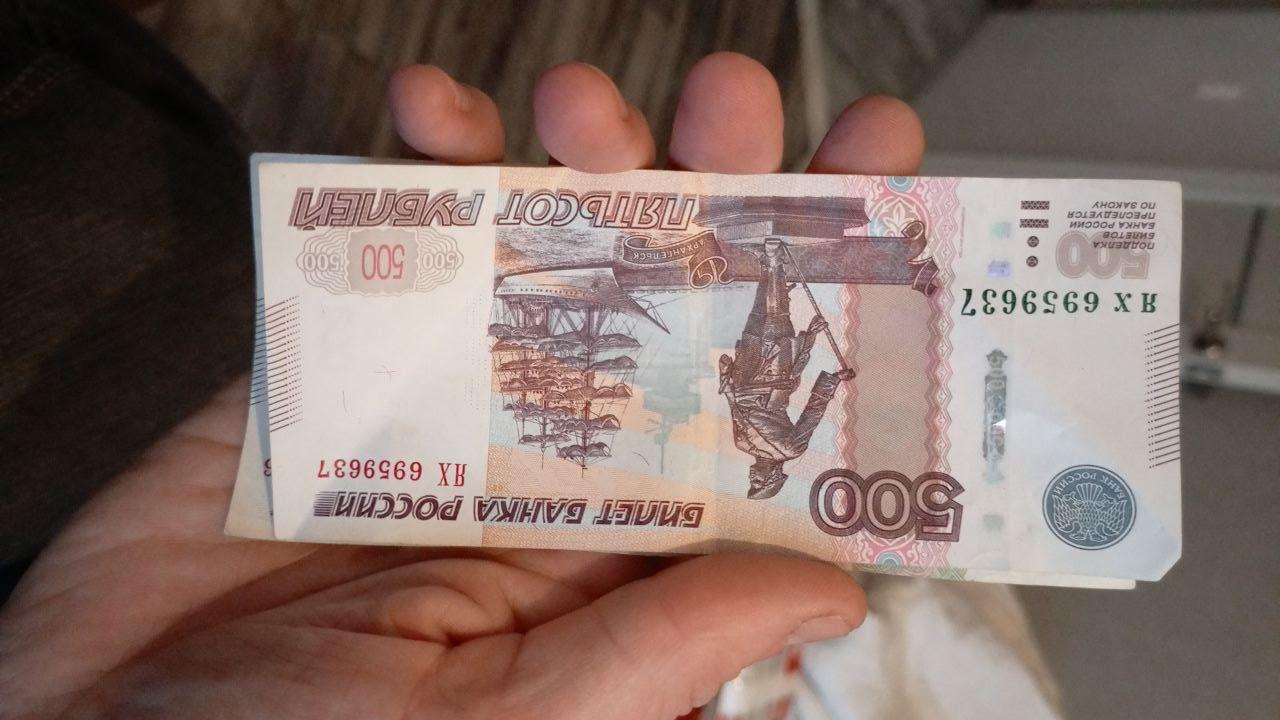 БАНК РОССИИ
500
БИЛЕТ БАНКА РОССИИ
ЯХ 6959637
ЯХ 6959637
500
ПОДДЕЛКА
БИЛЕТОВ
БАНКА РОССИИ
ПРЕСЛЕДУЕТСЯ
ПО ЗАКОНУ
АРХАНГЕЛЬСК
500 500 500
ПЯТЬСОТ РУБЛЕЙ